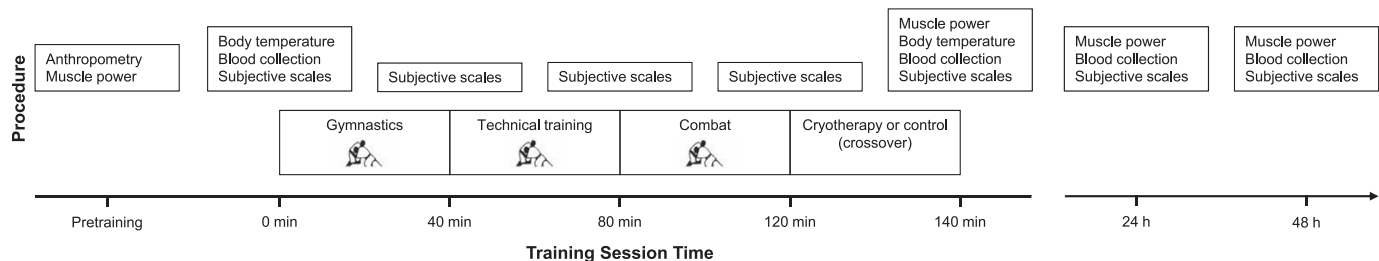 Procedure
Anthropometry
Muscle power
Body temperature
Blood collection
Subjective scales
Subjective scales
Subjective scales
Subjective scales
Muscle power
Body temperature
Blood collection
Subjective scales
Muscle power
Blood collection
Subjective scales
Muscle power
Blood collection
Subjective scales
Gymnastics
Technical training
Combat
Cryotherapy or control
(crossover)
Pretraining
0 min
40 min
80 min
120 min
140 min
24 h
48 h
Training Session Time